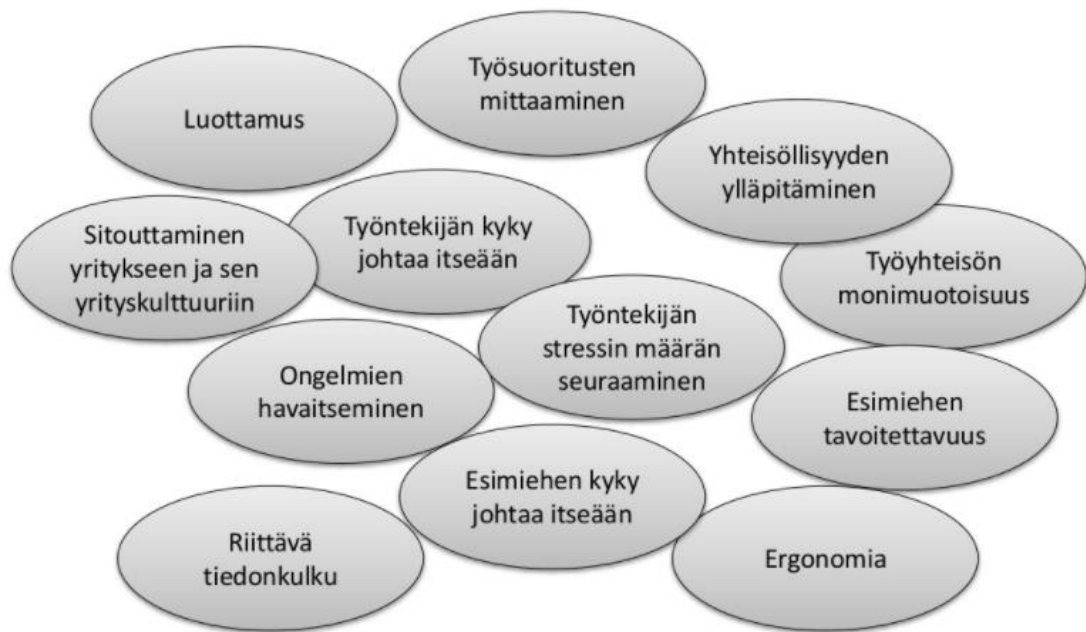 Työsuoritusten
mittaaminen
Luottamus
Yhteisöllisyyden
ylläpitäminen
Sitouttaminen
yritykseen ja sen
yrityskulttuuriin
Työntekijän kyky
johtaa itseään
Työyhteisön
monimuotoisuus
Työntekijän
stressin määrän
seuraaminen
Ongelmien
havaitseminen
Esimiehen
tavoitettavuus
Esimiehen kyky
johtaa itseään
Riittävä
tiedonkulku
Ergonomia